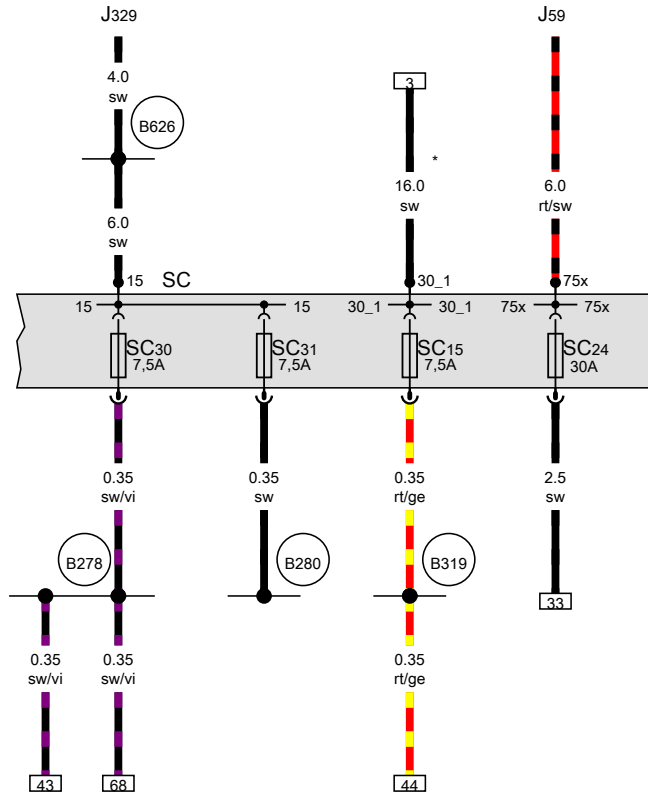 J329
J59
4.0
sw
3
B626
*
16.0
sw
6.0
rt/sw
6.0
sw
15
SC
30_1
75x
15
15
30_1
30_1
75x
75x
SC30
7,5A
SC31
7,5A
SC15
7,5A
SC24
30A
0.35
sw/vi
0.35
sw
0.35
rt/ge
2.5
sw
B278
B280
B319
33
0.35
sw/vi
0.35
sw/vi
0.35
rt/ge
43
68
44